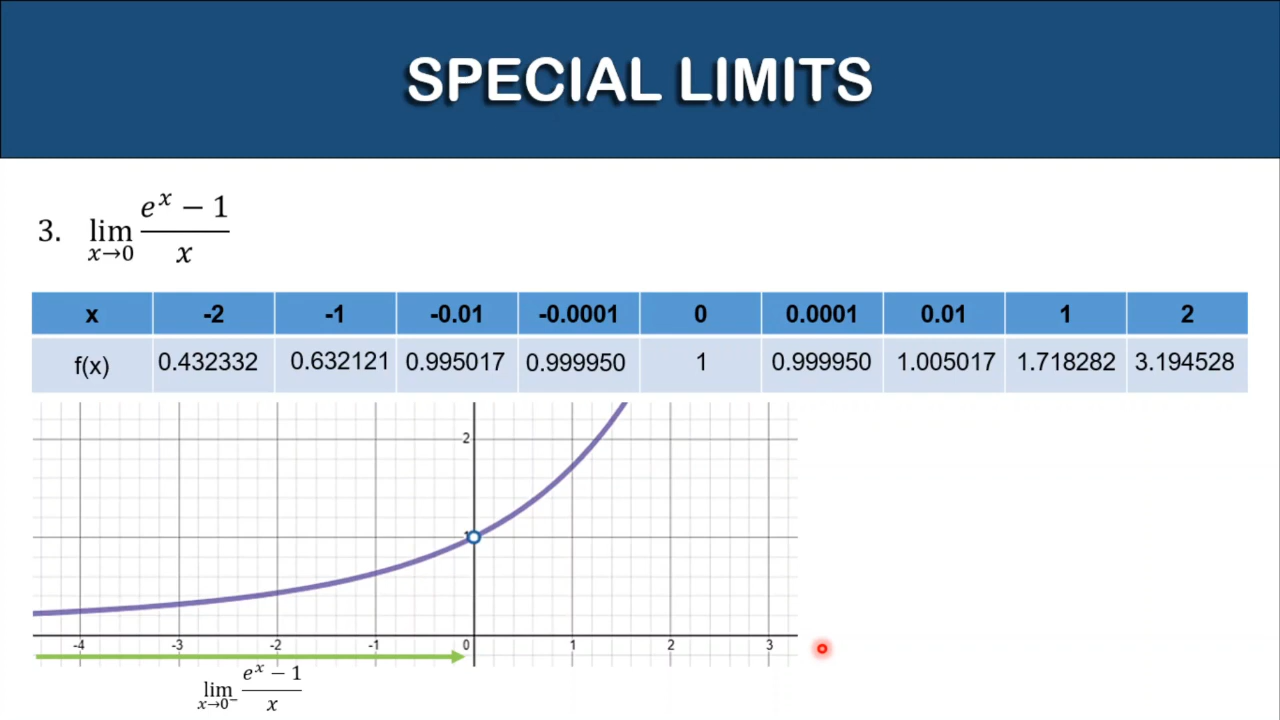 SPECIAL LIMITS
3. lim x→0 e^x − 1 / x
x -2 -1 -0.01 -0.0001 0 0.0001 0.01 1 2
f(x) 0.432332 0.632121 0.995017 0.999950 1 0.999950 1.005017 1.718282 3.194528
2
1
-4 -3 -2 -1 0 1 2 3
lim x→0⁻ e^x − 1 / x